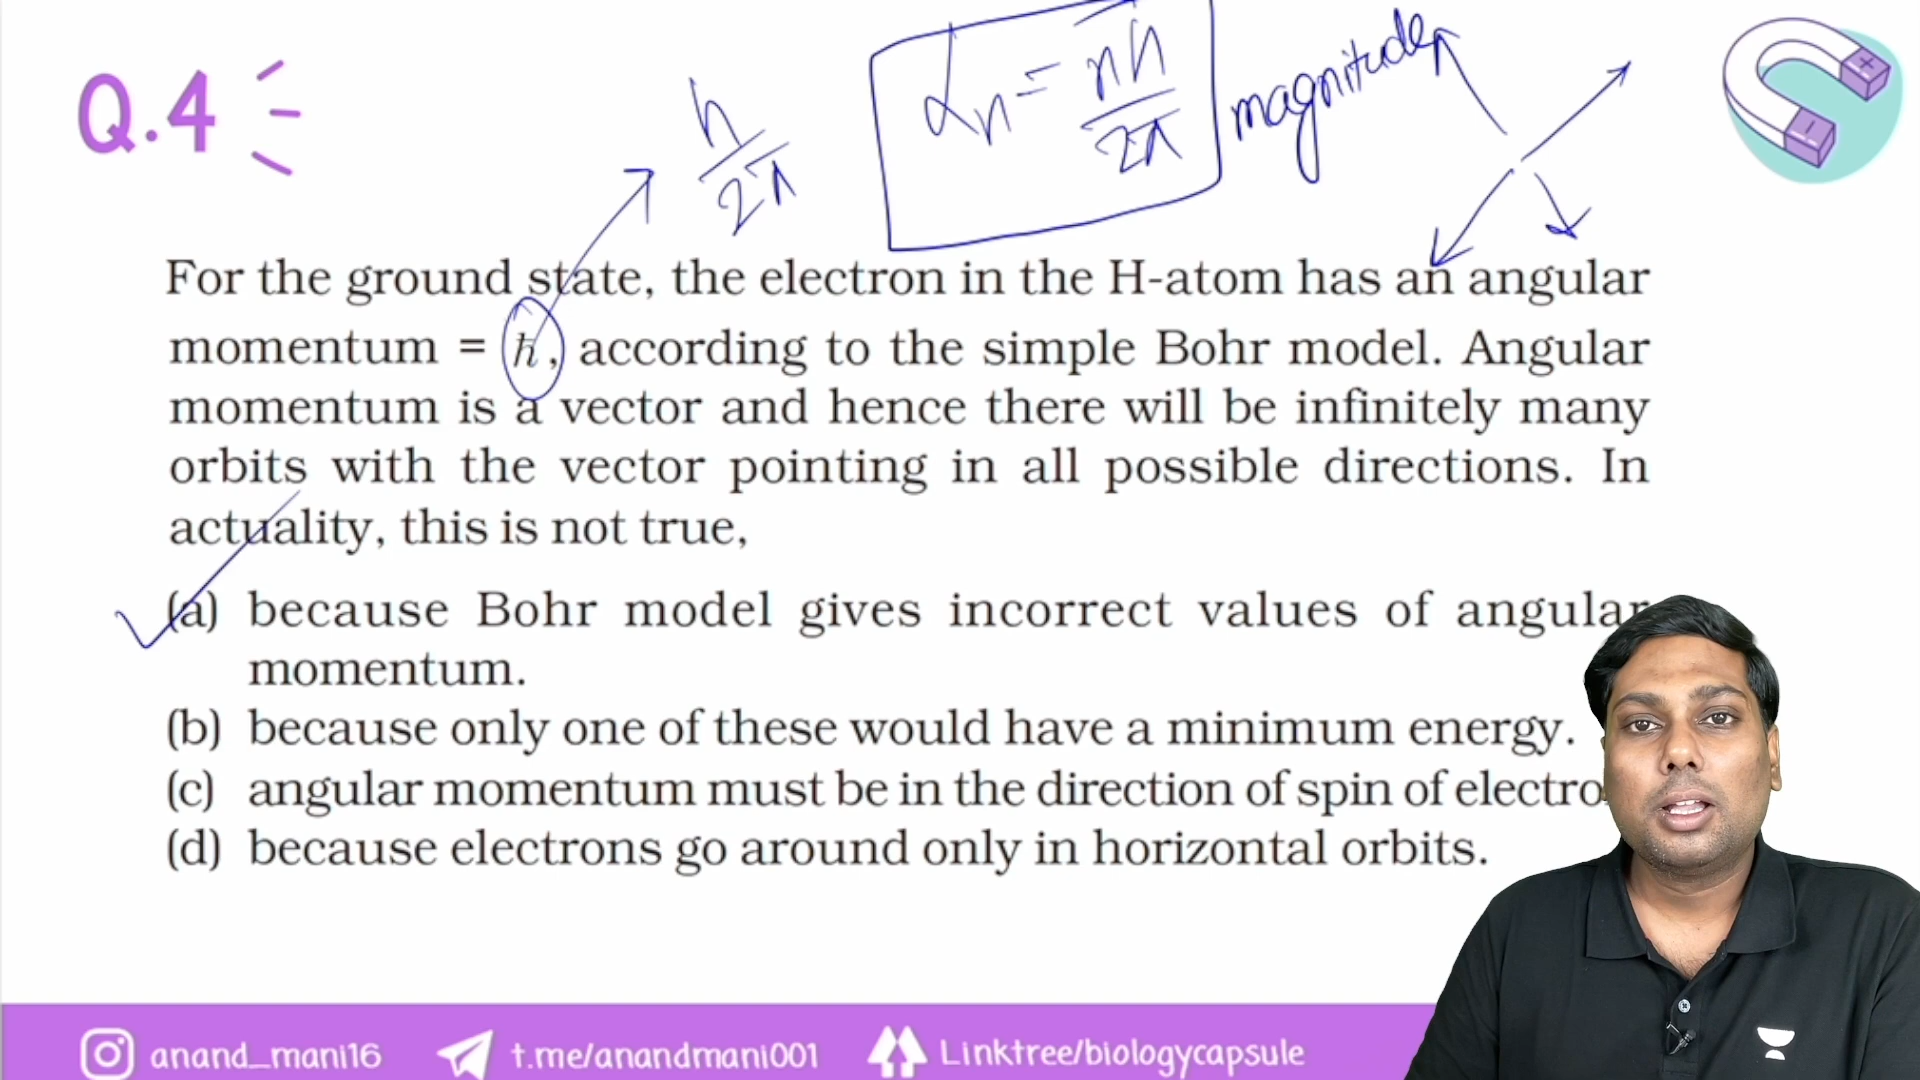 Q.4
h
2π
Ln = nh
2π
magnitude
For the ground state, the electron in the H-atom has an angular
momentum = ℏ, according to the simple Bohr model. Angular
momentum is a vector and hence there will be infinitely many
orbits with the vector pointing in all possible directions. In
actuality, this is not true,
(a) because Bohr model gives incorrect values of angular
momentum.
(b) because only one of these would have a minimum energy.
(c) angular momentum must be in the direction of spin of electro
(d) because electrons go around only in horizontal orbits.
anand_mani16
t.me/anandmani001
Linktree/biologycapsule